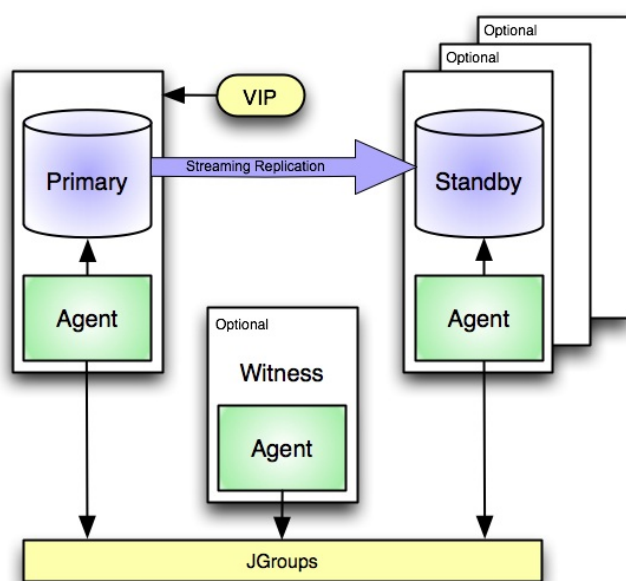 Optional
Optional
VIP
Primary
Streaming Replication
Standby
Agent
Agent
Optional
Witness
Agent
JGroups